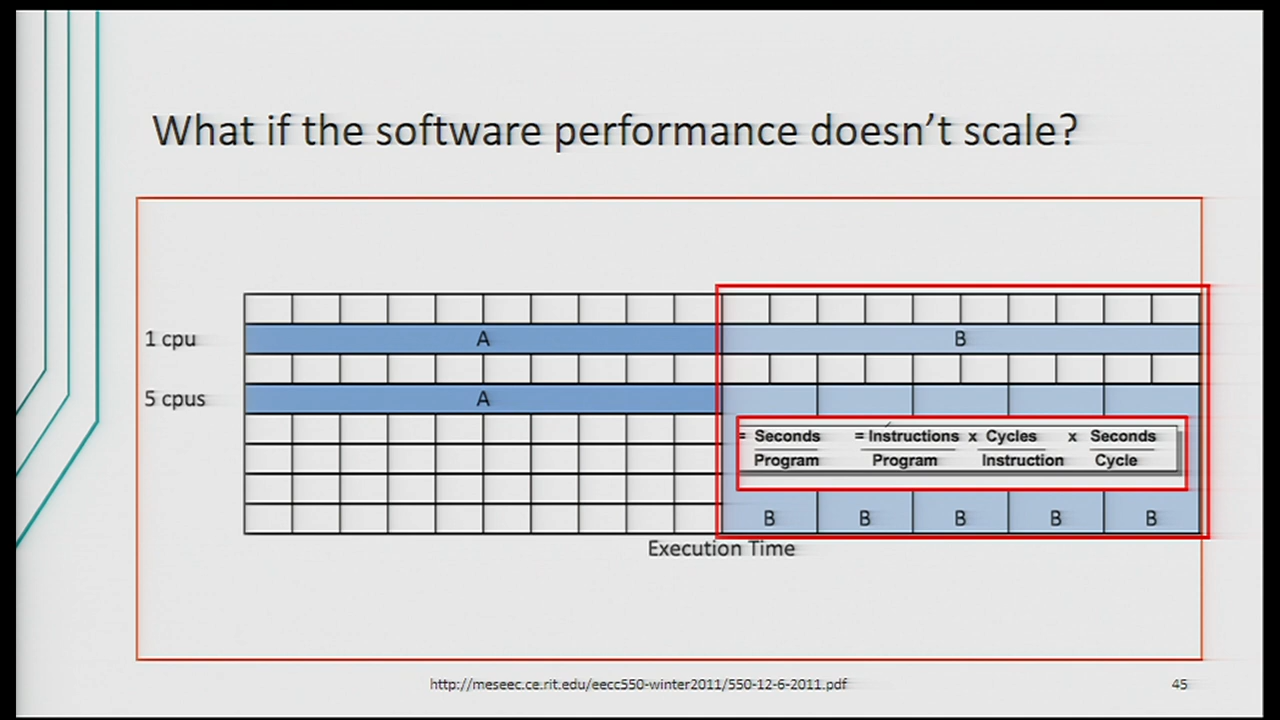 What if the software performance doesn't scale?
1 cpu A B
5 cpus A
= Seconds = Instructions x Cycles x Seconds
Program Program Instruction Cycle
B B B B B
Execution Time
http://meseec.ce.rit.edu/eecc550-winter2011/550-12-6-2011.pdf
45